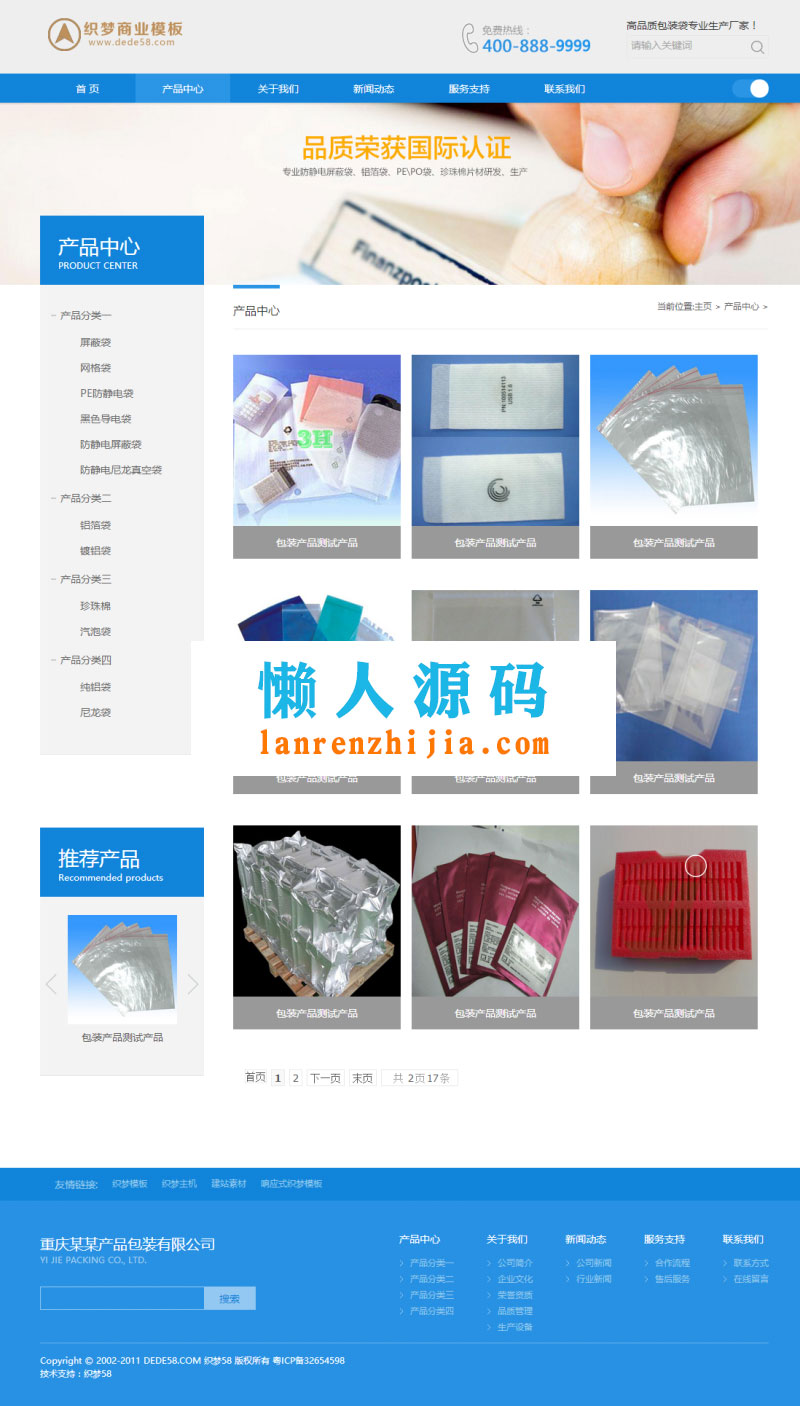 织梦商业模板
www.dede58.com
免费热线：
400-888-9999
高品质包装袋专业生产厂家！
请输入关键词
首 页
产品中心
关于我们
新闻动态
服务支持
联系我们
品质荣获国际认证
专业防静电屏蔽袋、铝箔袋、PE\PO袋、珍珠棉片材研发、生产
Finanzpo
产品中心
PRODUCT CENTER
产品分类一
屏蔽袋
网格袋
PE防静电袋
黑色导电袋
防静电屏蔽袋
防静电尼龙真空袋
产品分类二
铝箔袋
镀铝袋
产品分类三
珍珠棉
汽泡袋
产品分类四
纯铝袋
尼龙袋
产品中心
当前位置:主页 > 产品中心 >
3H
包装产品测试产品
包装产品测试产品
包装产品测试产品
懒人源码
lanrenzhijia.com
包装产品测试产品
包装产品测试产品
包装产品测试产品
包装产品测试产品
包装产品测试产品
包装产品测试产品
推荐产品
Recommended products
包装产品测试产品
首页 1 2 下一页 末页 共 2页17条
友情链接: 织梦模板 织梦主机 建站素材 响应式织梦模板
重庆某某产品包装有限公司
YI JIE PACKING CO., LTD.
搜索
产品中心
产品分类一
产品分类二
产品分类三
产品分类四
关于我们
公司简介
企业文化
荣誉资质
品质管理
生产设备
新闻动态
公司新闻
行业新闻
服务支持
合作流程
售后服务
联系我们
联系方式
在线留言
Copyright © 2002-2011 DEDE58.COM 织梦58 版权所有 粤ICP备32654598
技术支持：织梦58